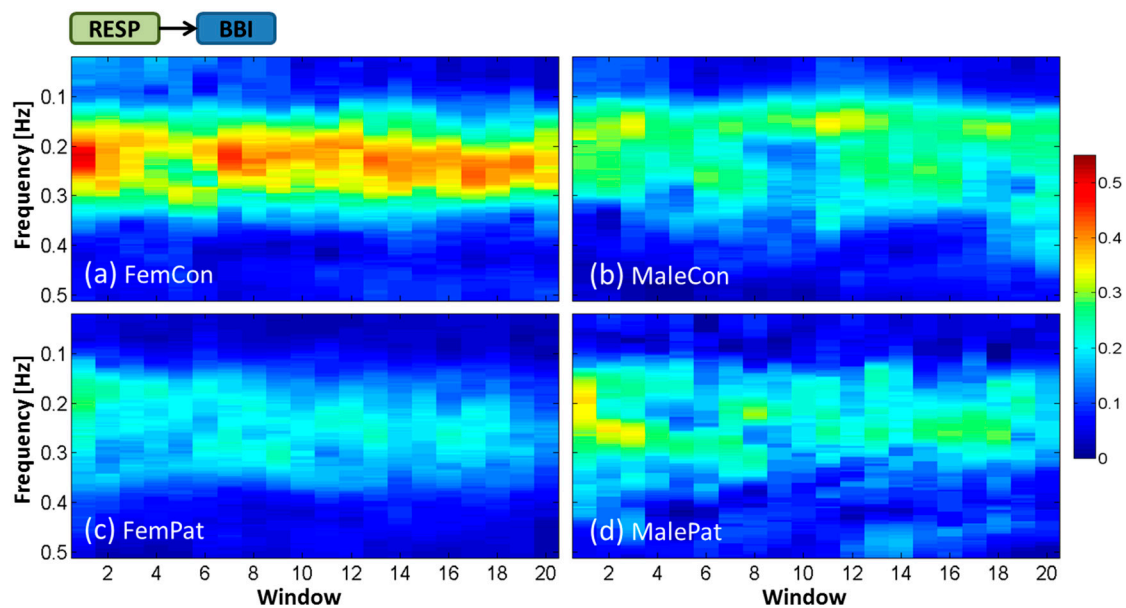 RESP BBI
0.1
0.2
0.3
0.4
0.5
Frequency [Hz]
(a) FemCon
(b) MaleCon
0.1
0.2
0.3
0.4
0.5
Frequency [Hz]
(c) FemPat
(d) MalePat
2 4 6 8 10 12 14 16 18 20
2 4 6 8 10 12 14 16 18 20
Window
Window
0.5
0.4
0.3
0.2
0.1
0